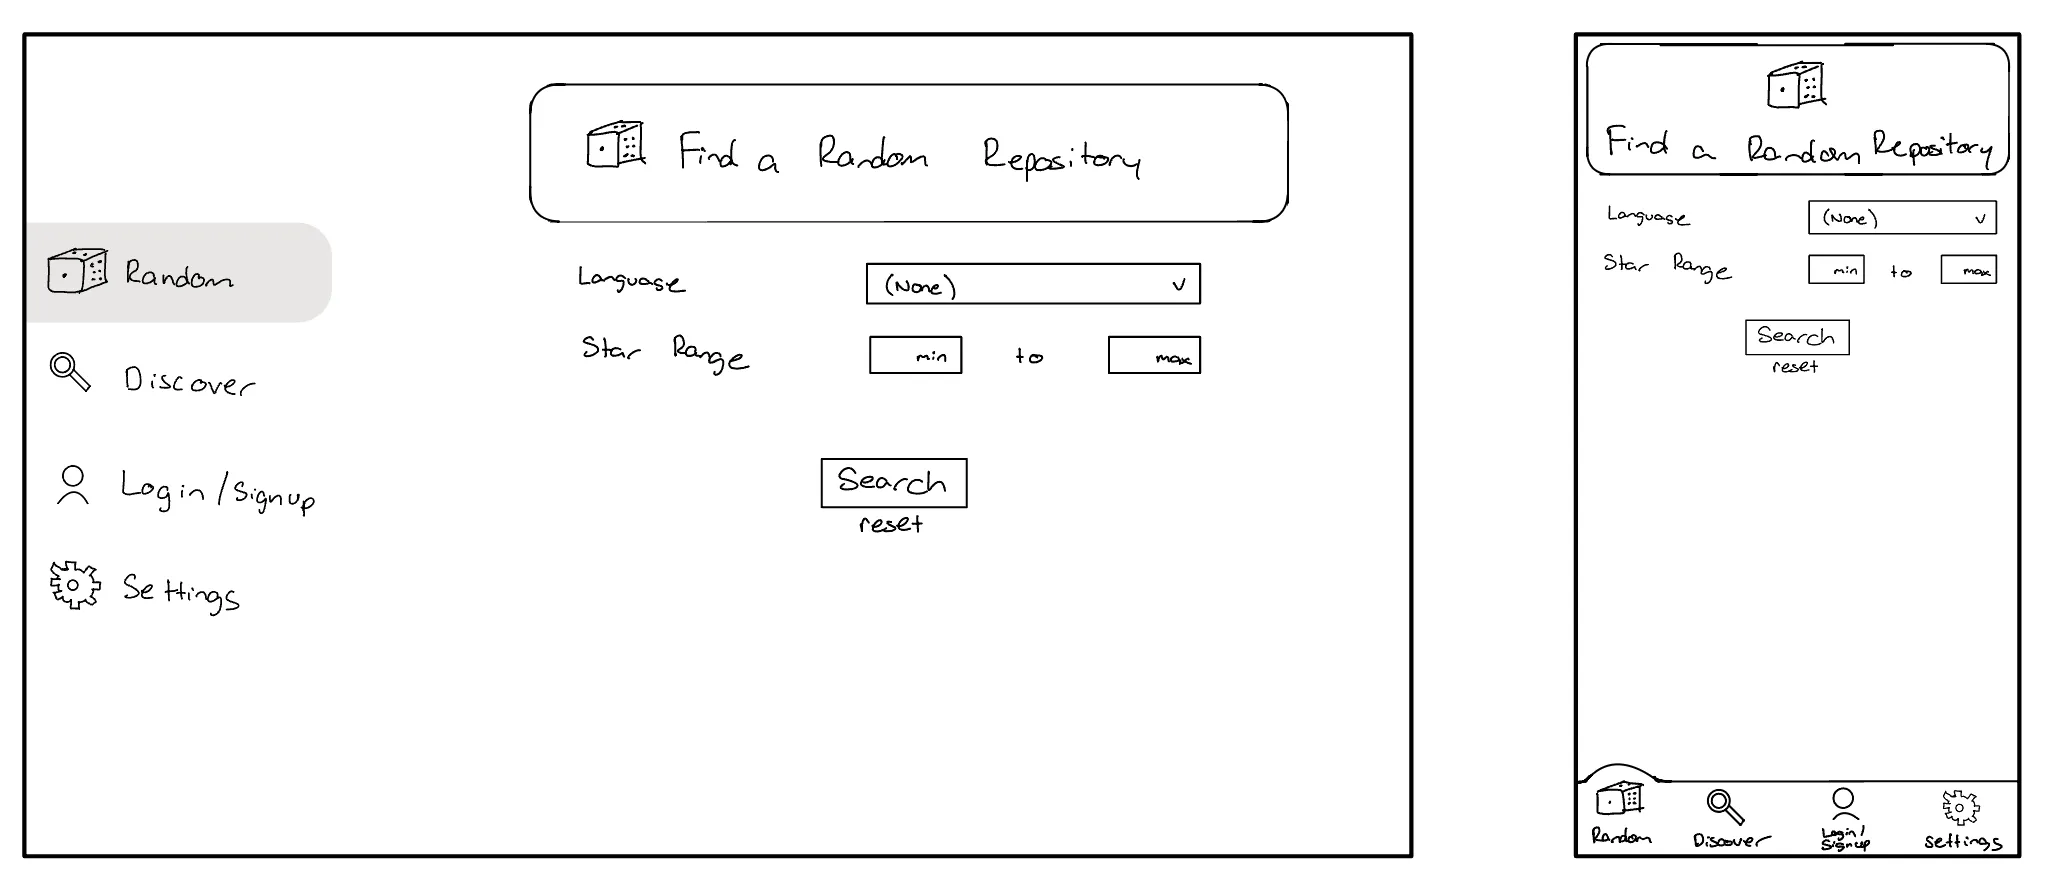 Find a Random Repository
Random
Discover
Login/Signup
Settings
Language (None)
Star Range min to max
Search
reset
Find a Random Repository
Language (None)
Star Range min to max
Search
reset
Random Discover Login/ Settings
Signup